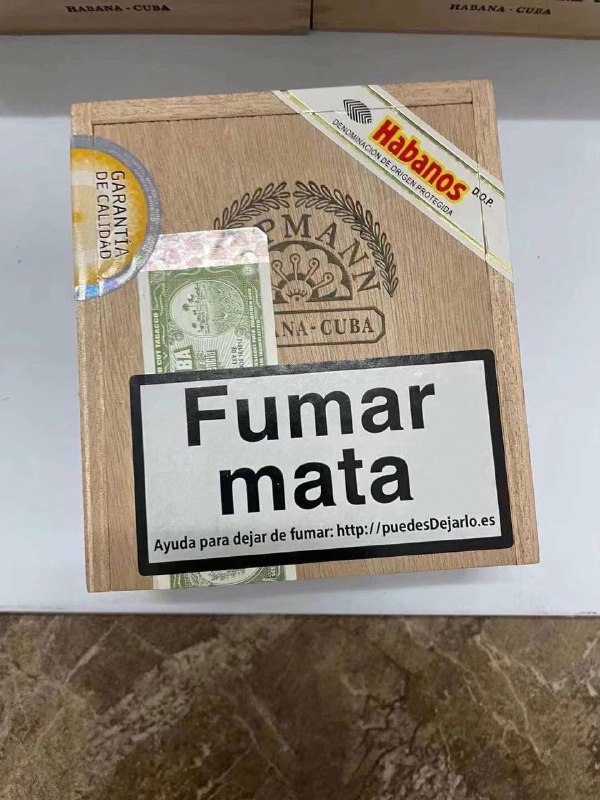 HABANA - CUBA
HABANA - CUBA
Habanos
D.O.P.
DENOMINACIÓN DE ORIGEN PROTEGIDA
GARANTÍA
DE CALIDAD
PMANN
NA-CUBA
Fumar
mata
Ayuda para dejar de fumar: http://puedesDejarlo.es